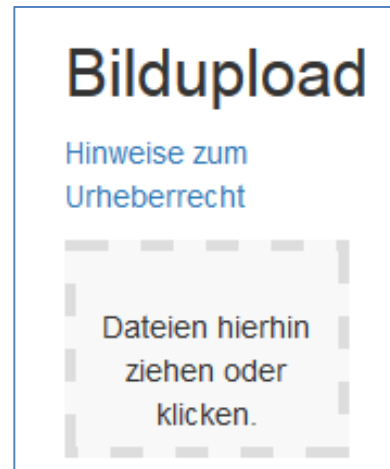 Bildupload
Hinweise zum
Urheberrecht
Dateien hierhin
ziehen oder
klicken.